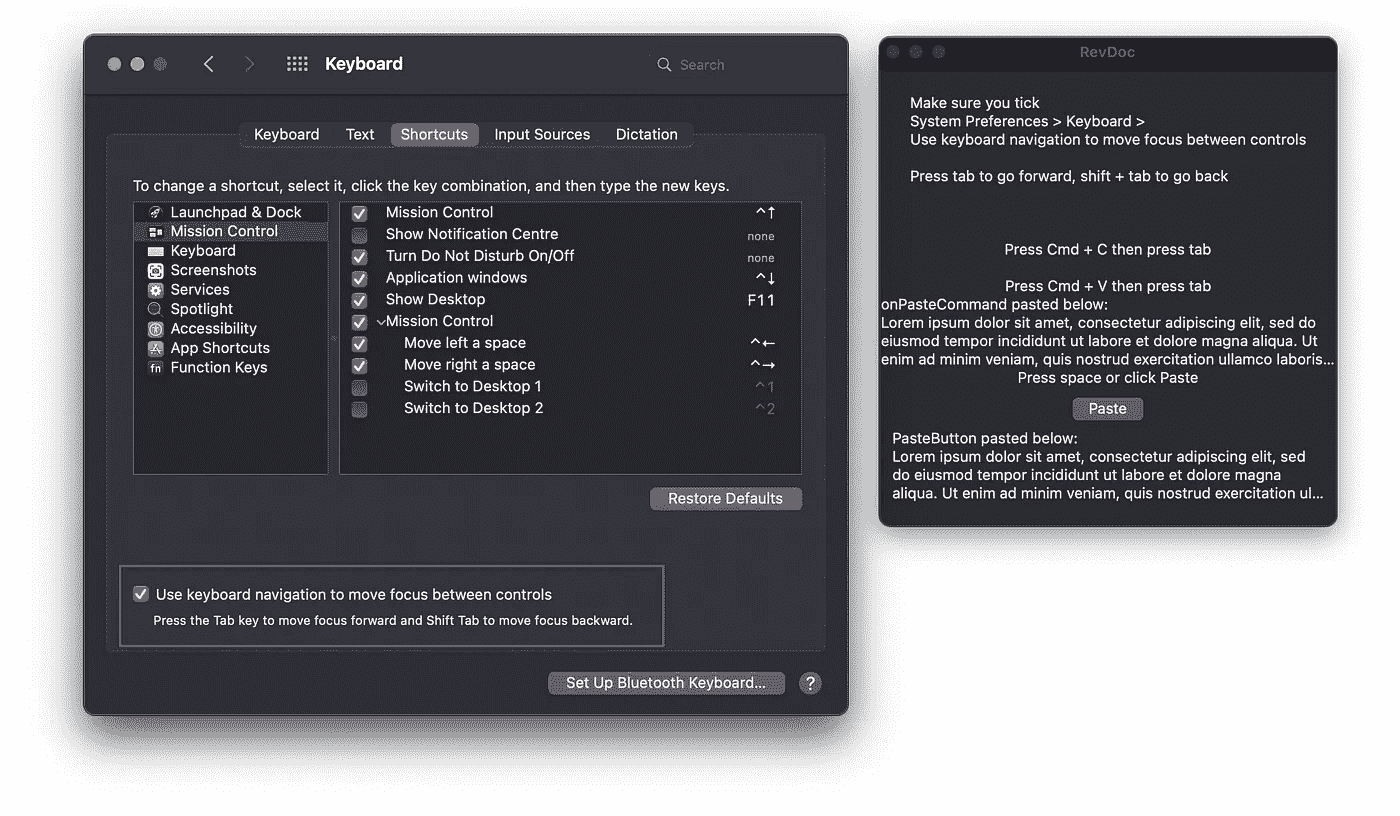 Keyboard
Search
Keyboard Text Shortcuts Input Sources Dictation
To change a shortcut, select it, click the key combination, and then type the new keys.
Launchpad & Dock
Mission Control
Keyboard
Screenshots
Services
Spotlight
Accessibility
App Shortcuts
fn Function Keys
Mission Control ^↑
Show Notification Centre none
Turn Do Not Disturb On/Off none
Application windows ^↓
Show Desktop F11
Mission Control
Move left a space ^←
Move right a space ^→
Switch to Desktop 1 ^1
Switch to Desktop 2 ^2
Restore Defaults
Use keyboard navigation to move focus between controls
Press the Tab key to move focus forward and Shift Tab to move focus backward.
Set Up Bluetooth Keyboard... ?
RevDoc
Make sure you tick
System Preferences > Keyboard >
Use keyboard navigation to move focus between controls
Press tab to go forward, shift + tab to go back
Press Cmd + C then press tab
Press Cmd + V then press tab
onPasteCommand pasted below:
Lorem ipsum dolor sit amet, consectetur adipiscing elit, sed do
eiusmod tempor incididunt ut labore et dolore magna aliqua. Ut
enim ad minim veniam, quis nostrud exercitation ullamco laboris...
Press space or click Paste
Paste
PasteButton pasted below:
Lorem ipsum dolor sit amet, consectetur adipiscing elit, sed
do eiusmod tempor incididunt ut labore et dolore magna
aliqua. Ut enim ad minim veniam, quis nostrud exercitation ul...